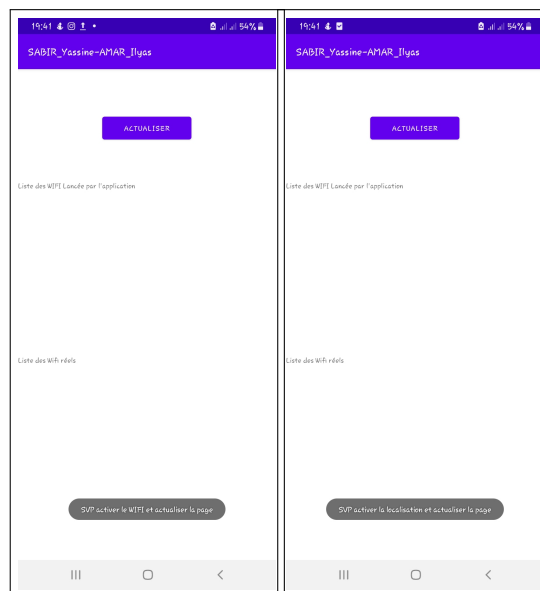 19:41
54%
SABIR_Yassine-AMAR_Ilyas
ACTUALISER
Liste des WIFI Lancée par l'application
Liste des Wifi réels
SVP activer le WIFI et actualiser la page
19:41
54%
SABIR_Yassine-AMAR_Ilyas
ACTUALISER
Liste des WIFI Lancée par l'application
Liste des Wifi réels
SVP activer la localisation et actualiser la page